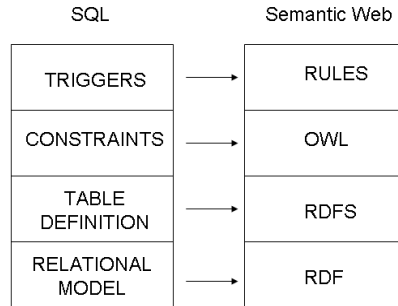 SQL Semantic Web
TRIGGERS RULES
CONSTRAINTS OWL
TABLE
DEFINITION RDFS
RELATIONAL
MODEL RDF